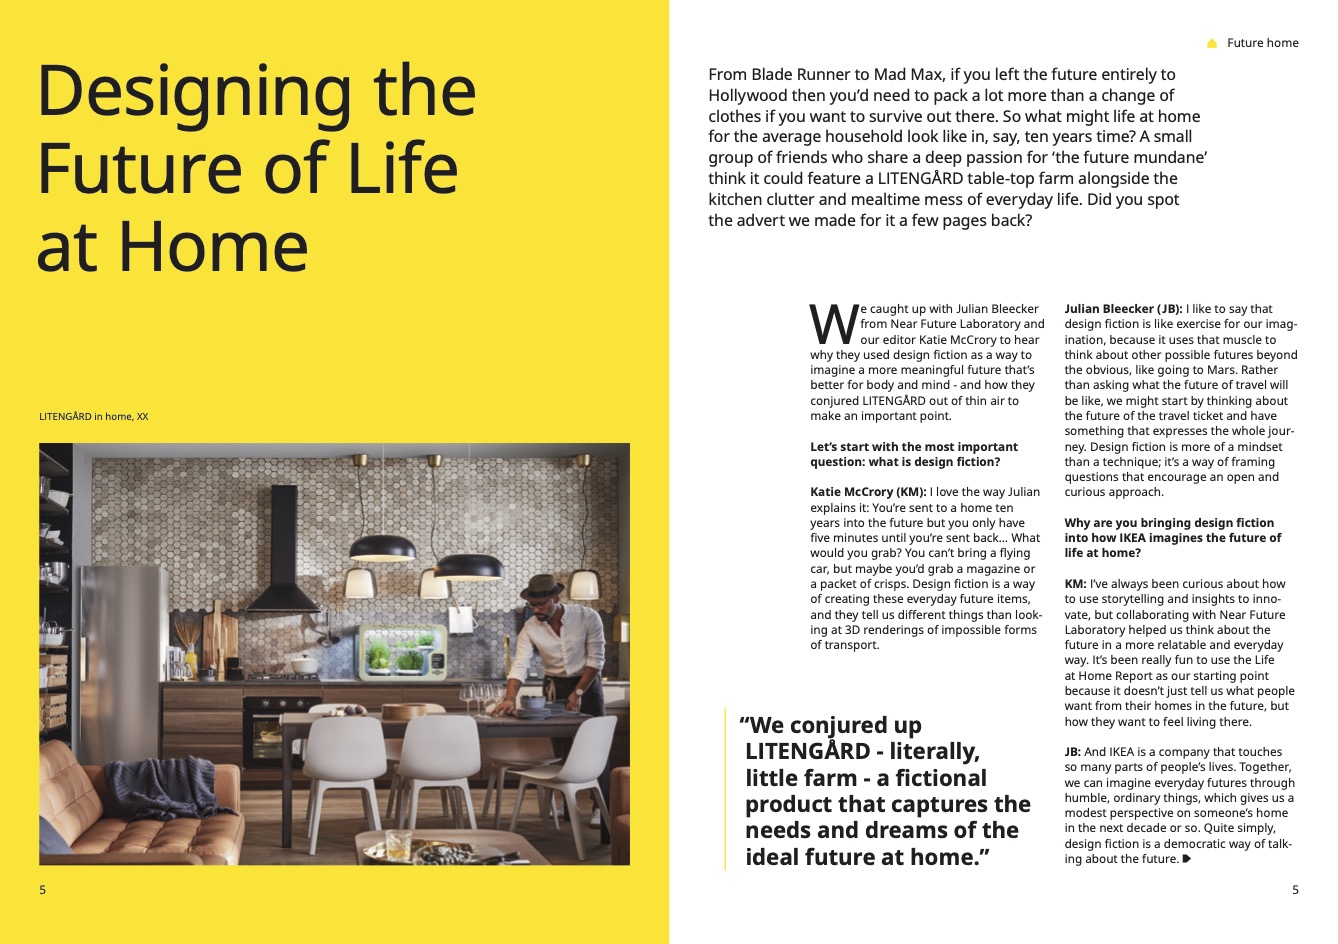 Designing the
Future of Life
at Home
LITENGÅRD in home, XX
5
Future home
From Blade Runner to Mad Max, if you left the future entirely to
Hollywood then you’d need to pack a lot more than a change of
clothes if you want to survive out there. So what might life at home
for the average household look like in, say, ten years time? A small
group of friends who share a deep passion for ‘the future mundane’
think it could feature a LITENGÅRD table-top farm alongside the
kitchen clutter and mealtime mess of everyday life. Did you spot
the advert we made for it a few pages back?
We caught up with Julian Bleecker
from Near Future Laboratory and
our editor Katie McCrory to hear
why they used design fiction as a way to
imagine a more meaningful future that’s
better for body and mind - and how they
conjured LITENGÅRD out of thin air to
make an important point.
Let’s start with the most important
question: what is design fiction?
Katie McCrory (KM): I love the way Julian
explains it: You’re sent to a home ten
years into the future but you only have
five minutes until you’re sent back... What
would you grab? You can’t bring a flying
car, but maybe you’d grab a magazine or
a packet of crisps. Design fiction is a way
of creating these everyday future items,
and they tell us different things than look-
ing at 3D renderings of impossible forms
of transport.
“We conjured up
LITENGÅRD - literally,
little farm - a fictional
product that captures the
needs and dreams of the
ideal future at home.”
Julian Bleecker (JB): I like to say that
design fiction is like exercise for our imag-
ination, because it uses that muscle to
think about other possible futures beyond
the obvious, like going to Mars. Rather
than asking what the future of travel will
be like, we might start by thinking about
the future of the travel ticket and have
something that expresses the whole jour-
ney. Design fiction is more of a mindset
than a technique; it’s a way of framing
questions that encourage an open and
curious approach.
Why are you bringing design fiction
into how IKEA imagines the future of
life at home?
KM: I’ve always been curious about how
to use storytelling and insights to inno-
vate, but collaborating with Near Future
Laboratory helped us think about the
future in a more relatable and everyday
way. It’s been really fun to use the Life
at Home Report as our starting point
because it doesn’t just tell us what people
want from their homes in the future, but
how they want to feel living there.
JB: And IKEA is a company that touches
so many parts of people’s lives. Together,
we can imagine everyday futures through
humble, ordinary things, which gives us a
modest perspective on someone’s home
in the next decade or so. Quite simply,
design fiction is a democratic way of talk-
ing about the future.
5